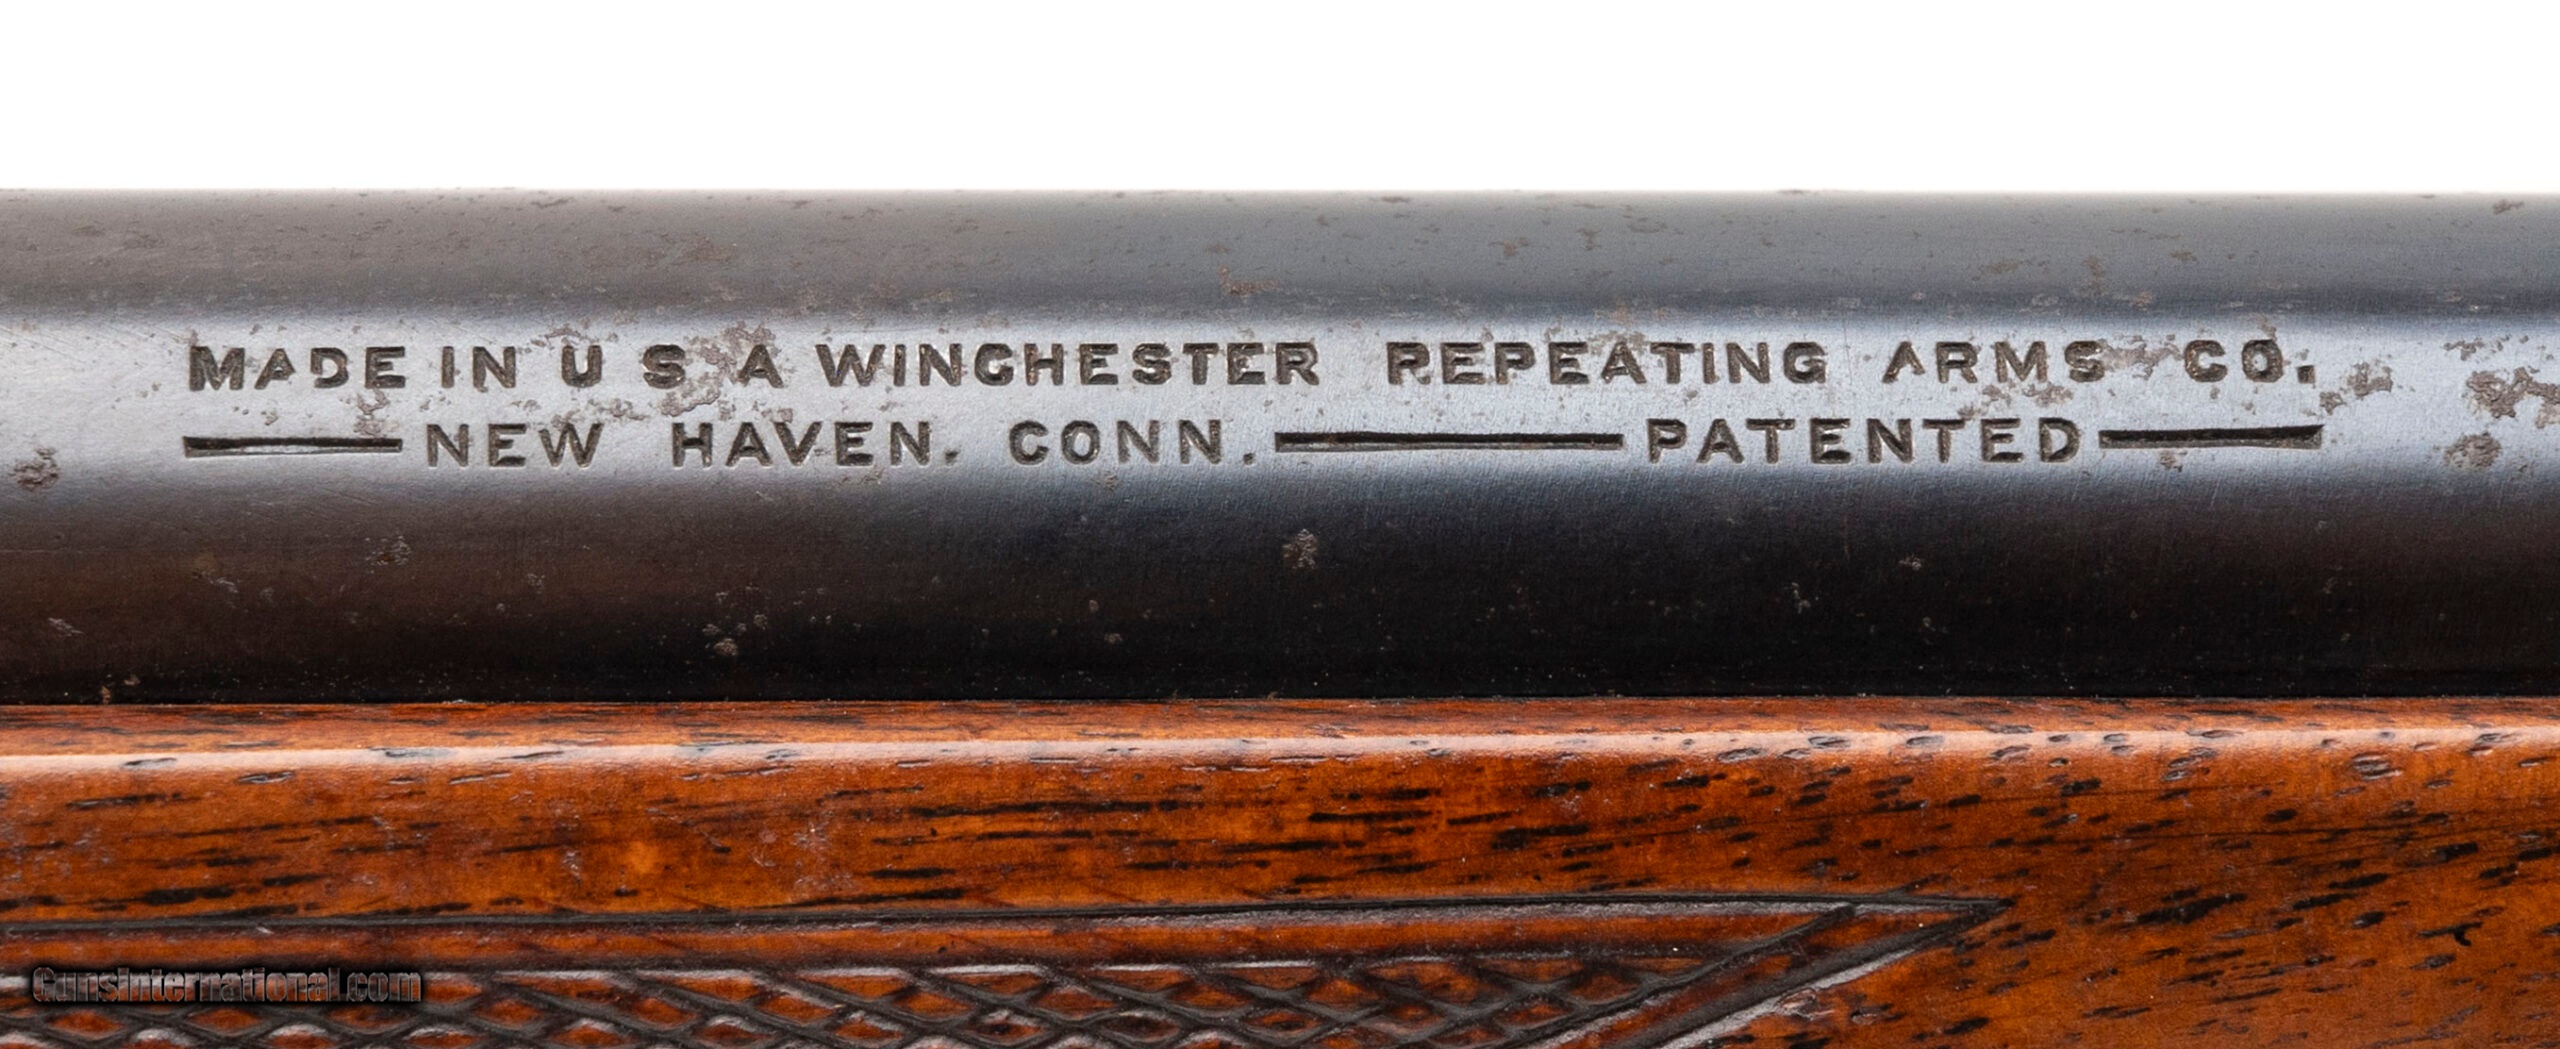 MADE IN U S A WINCHESTER REPEATING ARMS CO.
— NEW HAVEN, CONN. — PATENTED —
GunsInternational.com